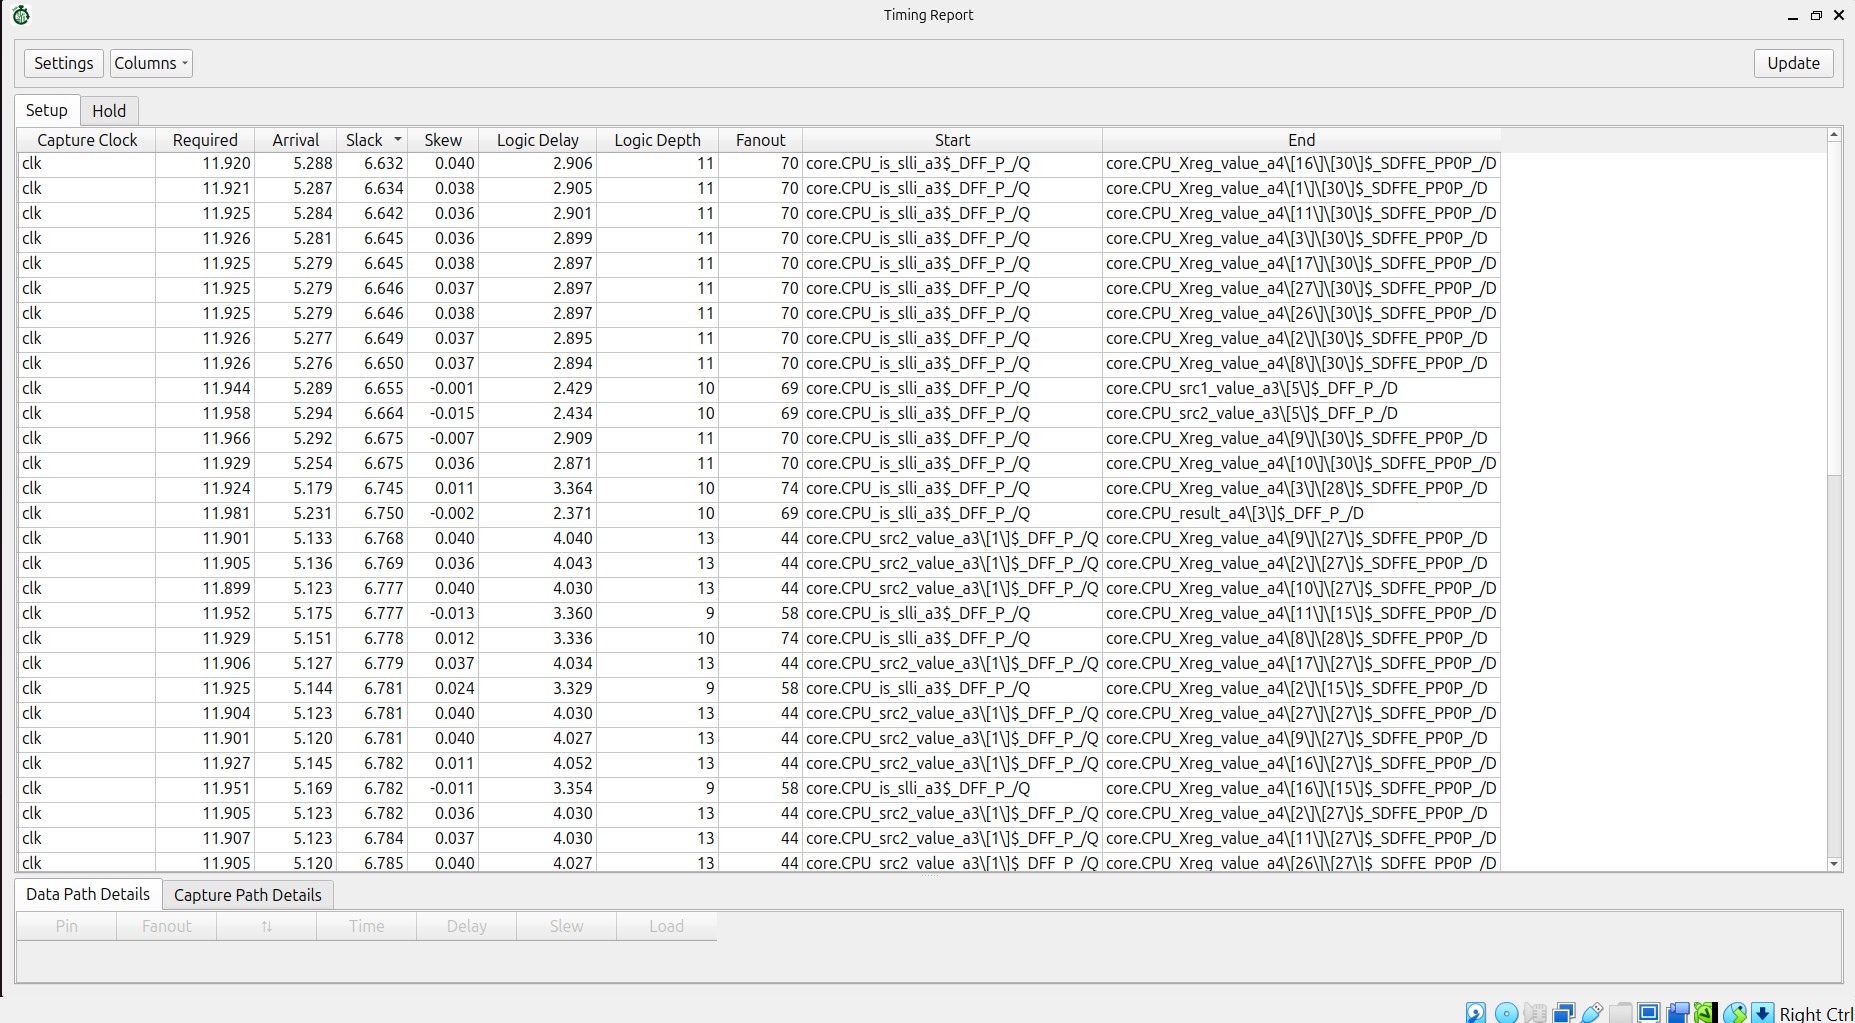 Timing Report
Settings Columns Update
Setup Hold
Capture Clock Required Arrival Slack Skew Logic Delay Logic Depth Fanout Start End
clk 11.920 5.288 6.632 0.040 2.906 11 70 core.CPU_is_slli_a3$_DFF_P_/Q core.CPU_Xreg_value_a4\[16\]\[30\]$_SDFFE_PP0P_/D
clk 11.921 5.287 6.634 0.038 2.905 11 70 core.CPU_is_slli_a3$_DFF_P_/Q core.CPU_Xreg_value_a4\[1\]\[30\]$_SDFFE_PP0P_/D
clk 11.925 5.284 6.642 0.036 2.901 11 70 core.CPU_is_slli_a3$_DFF_P_/Q core.CPU_Xreg_value_a4\[11\]\[30\]$_SDFFE_PP0P_/D
clk 11.926 5.281 6.645 0.036 2.899 11 70 core.CPU_is_slli_a3$_DFF_P_/Q core.CPU_Xreg_value_a4\[3\]\[30\]$_SDFFE_PP0P_/D
clk 11.925 5.279 6.645 0.038 2.897 11 70 core.CPU_is_slli_a3$_DFF_P_/Q core.CPU_Xreg_value_a4\[17\]\[30\]$_SDFFE_PP0P_/D
clk 11.925 5.279 6.646 0.037 2.897 11 70 core.CPU_is_slli_a3$_DFF_P_/Q core.CPU_Xreg_value_a4\[27\]\[30\]$_SDFFE_PP0P_/D
clk 11.925 5.279 6.646 0.038 2.897 11 70 core.CPU_is_slli_a3$_DFF_P_/Q core.CPU_Xreg_value_a4\[26\]\[30\]$_SDFFE_PP0P_/D
clk 11.926 5.277 6.649 0.037 2.895 11 70 core.CPU_is_slli_a3$_DFF_P_/Q core.CPU_Xreg_value_a4\[2\]\[30\]$_SDFFE_PP0P_/D
clk 11.926 5.276 6.650 0.037 2.894 11 70 core.CPU_is_slli_a3$_DFF_P_/Q core.CPU_Xreg_value_a4\[8\]\[30\]$_SDFFE_PP0P_/D
clk 11.944 5.289 6.655 -0.001 2.429 10 69 core.CPU_is_slli_a3$_DFF_P_/Q core.CPU_src1_value_a3\[5\]$_DFF_P_/D
clk 11.958 5.294 6.664 -0.015 2.434 10 69 core.CPU_is_slli_a3$_DFF_P_/Q core.CPU_src2_value_a3\[5\]$_DFF_P_/D
clk 11.966 5.292 6.675 -0.007 2.909 11 70 core.CPU_is_slli_a3$_DFF_P_/Q core.CPU_Xreg_value_a4\[9\]\[30\]$_SDFFE_PP0P_/D
clk 11.929 5.254 6.675 0.036 2.871 11 70 core.CPU_is_slli_a3$_DFF_P_/Q core.CPU_Xreg_value_a4\[10\]\[30\]$_SDFFE_PP0P_/D
clk 11.924 5.179 6.745 0.011 3.364 10 74 core.CPU_is_slli_a3$_DFF_P_/Q core.CPU_Xreg_value_a4\[3\]\[28\]$_SDFFE_PP0P_/D
clk 11.981 5.231 6.750 -0.002 2.371 10 69 core.CPU_is_slli_a3$_DFF_P_/Q core.CPU_result_a4\[3\]$_DFF_P_/D
clk 11.901 5.133 6.768 0.040 4.040 13 44 core.CPU_src2_value_a3\[1\]$_DFF_P_/Q core.CPU_Xreg_value_a4\[9\]\[27\]$_SDFFE_PP0P_/D
clk 11.905 5.136 6.769 0.036 4.043 13 44 core.CPU_src2_value_a3\[1\]$_DFF_P_/Q core.CPU_Xreg_value_a4\[2\]\[27\]$_SDFFE_PP0P_/D
clk 11.899 5.123 6.777 0.040 4.030 13 44 core.CPU_src2_value_a3\[1\]$_DFF_P_/Q core.CPU_Xreg_value_a4\[10\]\[27\]$_SDFFE_PP0P_/D
clk 11.952 5.175 6.777 -0.013 3.360 9 58 core.CPU_is_slli_a3$_DFF_P_/Q core.CPU_Xreg_value_a4\[11\]\[15\]$_SDFFE_PP0P_/D
clk 11.929 5.151 6.778 0.012 3.336 10 74 core.CPU_is_slli_a3$_DFF_P_/Q core.CPU_Xreg_value_a4\[8\]\[28\]$_SDFFE_PP0P_/D
clk 11.906 5.127 6.779 0.037 4.034 13 44 core.CPU_src2_value_a3\[1\]$_DFF_P_/Q core.CPU_Xreg_value_a4\[17\]\[27\]$_SDFFE_PP0P_/D
clk 11.925 5.144 6.781 0.024 3.329 9 58 core.CPU_is_slli_a3$_DFF_P_/Q core.CPU_Xreg_value_a4\[2\]\[15\]$_SDFFE_PP0P_/D
clk 11.904 5.123 6.781 0.040 4.030 13 44 core.CPU_src2_value_a3\[1\]$_DFF_P_/Q core.CPU_Xreg_value_a4\[27\]\[27\]$_SDFFE_PP0P_/D
clk 11.901 5.120 6.781 0.040 4.027 13 44 core.CPU_src2_value_a3\[1\]$_DFF_P_/Q core.CPU_Xreg_value_a4\[9\]\[27\]$_SDFFE_PP0P_/D
clk 11.927 5.145 6.782 0.011 4.052 13 44 core.CPU_src2_value_a3\[1\]$_DFF_P_/Q core.CPU_Xreg_value_a4\[16\]\[27\]$_SDFFE_PP0P_/D
clk 11.951 5.169 6.782 -0.011 3.354 9 58 core.CPU_is_slli_a3$_DFF_P_/Q core.CPU_Xreg_value_a4\[16\]\[15\]$_SDFFE_PP0P_/D
clk 11.905 5.123 6.782 0.036 4.030 13 44 core.CPU_src2_value_a3\[1\]$_DFF_P_/Q core.CPU_Xreg_value_a4\[2\]\[27\]$_SDFFE_PP0P_/D
clk 11.907 5.123 6.784 0.037 4.030 13 44 core.CPU_src2_value_a3\[1\]$_DFF_P_/Q core.CPU_Xreg_value_a4\[11\]\[27\]$_SDFFE_PP0P_/D
clk 11.905 5.120 6.785 0.040 4.027 13 44 core.CPU_src2_value_a3\[1\]$_DFF_P_/Q core.CPU_Xreg_value_a4\[26\]\[27\]$_SDFFE_PP0P_/D
Data Path Details Capture Path Details
Pin Fanout ↑↓ Time Delay Slew Load
Right Ctrl